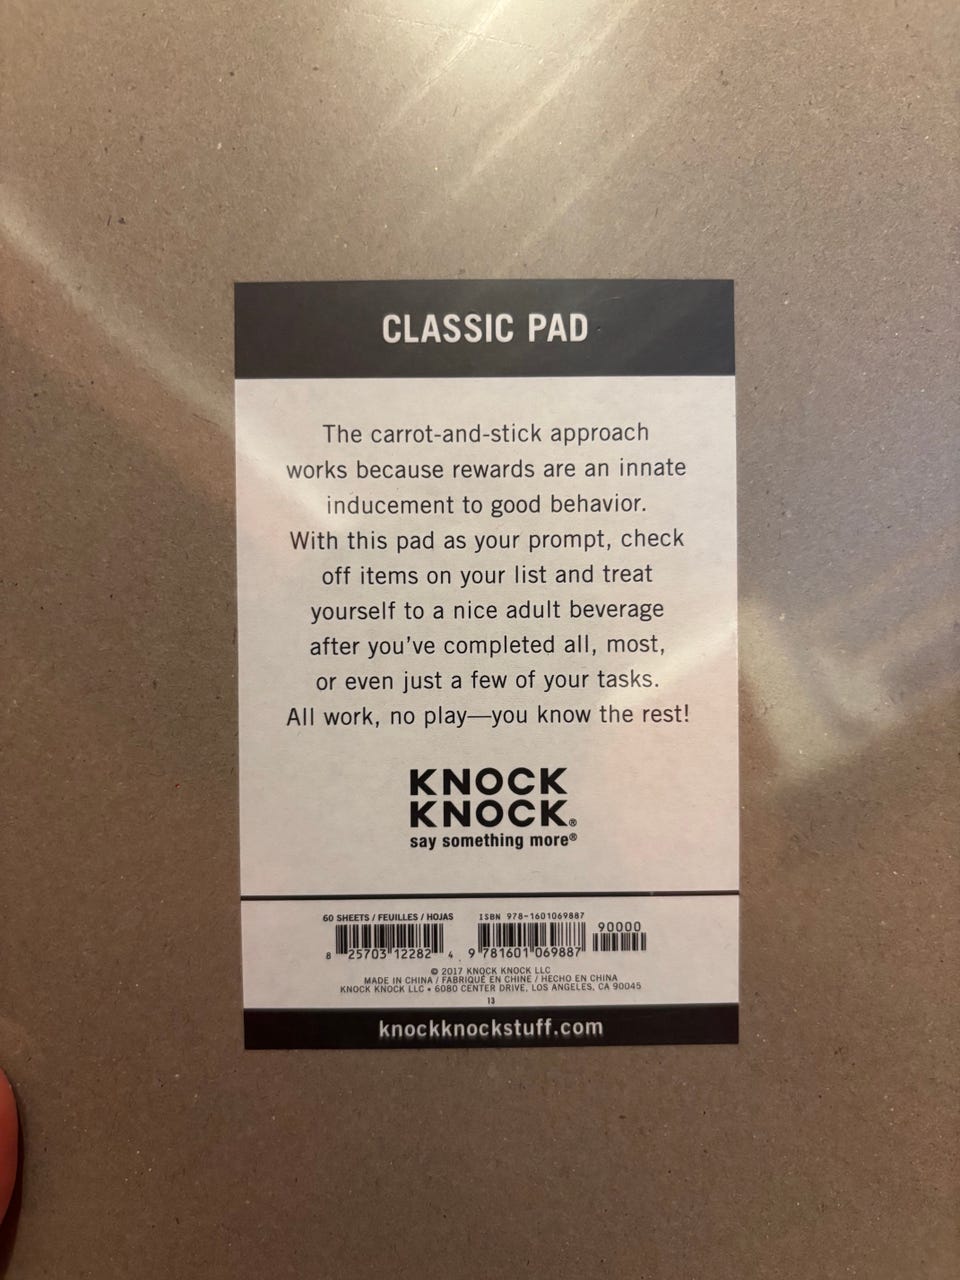 CLASSIC PAD
The carrot-and-stick approach
works because rewards are an innate
inducement to good behavior.
With this pad as your prompt, check
off items on your list and treat
yourself to a nice adult beverage
after you've completed all, most,
or even just a few of your tasks.
All work, no play—you know the rest!
KNOCK
KNOCK®
say something more®
60 SHEETS / FEUILLES / HOJAS
8 25703 12282 4
ISBN 978-1601069887
9 781601 069887
90000
© 2017 KNOCK KNOCK LLC
MADE IN CHINA / FABRIQUÉ EN CHINE / HECHO EN CHINA
KNOCK KNOCK LLC • 6080 CENTER DRIVE, LOS ANGELES, CA 90045
13
knockknockstuff.com